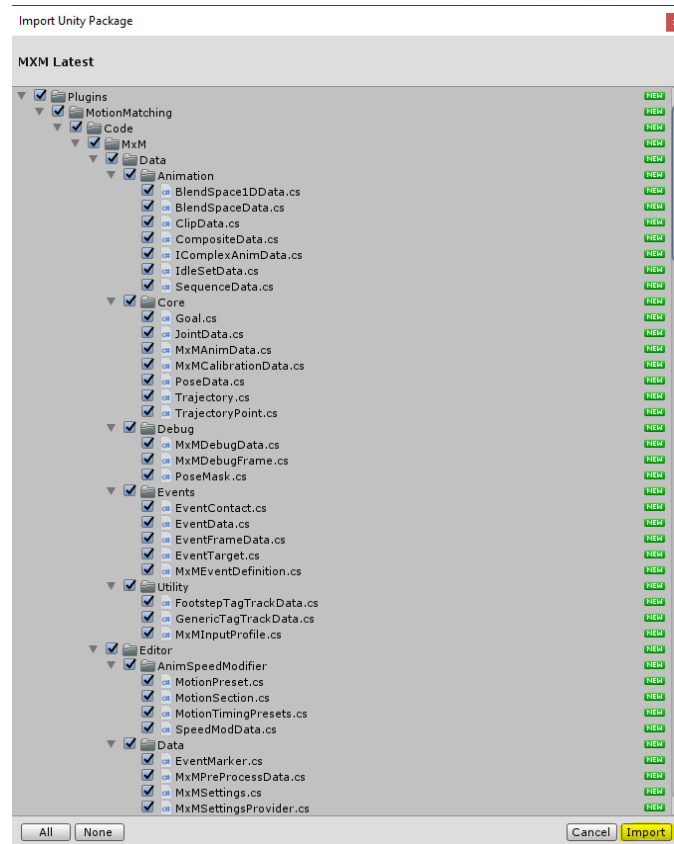 Import Unity Package
MXM Latest
Plugins NEW
MotionMatching NEW
Code NEW
MxM NEW
Data NEW
Animation NEW
c# BlendSpace1DData.cs NEW
c# BlendSpaceData.cs NEW
c# ClipData.cs NEW
c# CompositeData.cs NEW
c# IComplexAnimData.cs NEW
c# IdleSetData.cs NEW
c# SequenceData.cs NEW
Core NEW
c# Goal.cs NEW
c# JointData.cs NEW
c# MxMAnimData.cs NEW
c# MxMCalibrationData.cs NEW
c# PoseData.cs NEW
c# Trajectory.cs NEW
c# TrajectoryPoint.cs NEW
Debug NEW
c# MxMDebugData.cs NEW
c# MxMDebugFrame.cs NEW
c# PoseMask.cs NEW
Events NEW
c# EventContact.cs NEW
c# EventData.cs NEW
c# EventFrameData.cs NEW
c# EventTarget.cs NEW
c# MxMEventDefinition.cs NEW
Utility NEW
c# FootstepTagTrackData.cs NEW
c# GenericTagTrackData.cs NEW
c# MxMInputProfile.cs NEW
Editor NEW
AnimSpeedModifier NEW
c# MotionPreset.cs NEW
c# MotionSection.cs NEW
c# MotionTimingPresets.cs NEW
c# SpeedModData.cs NEW
Data NEW
c# EventMarker.cs NEW
c# MxMPreProcessData.cs NEW
c# MxMSettings.cs NEW
c# MxMSettingsProvider.cs NEW
All None Cancel Import